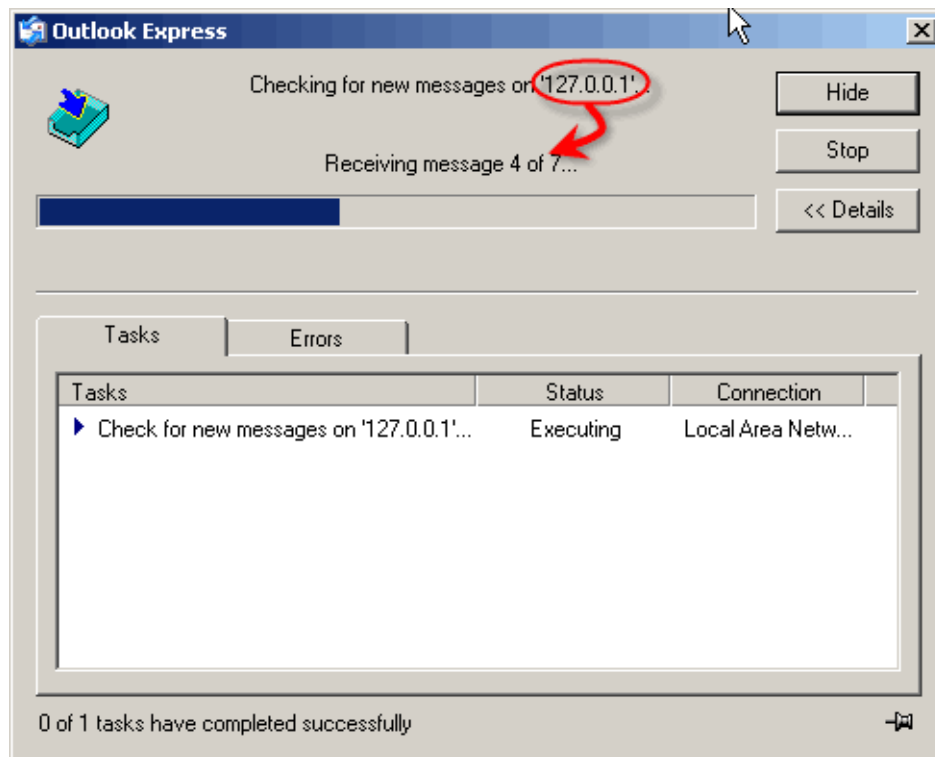 Outlook Express
Checking for new messages on '127.0.0.1'...
Hide
Receiving message 4 of 7...
Stop
<< Details
Tasks
Errors
Tasks Status Connection
Check for new messages on '127.0.0.1'... Executing Local Area Netw...
0 of 1 tasks have completed successfully